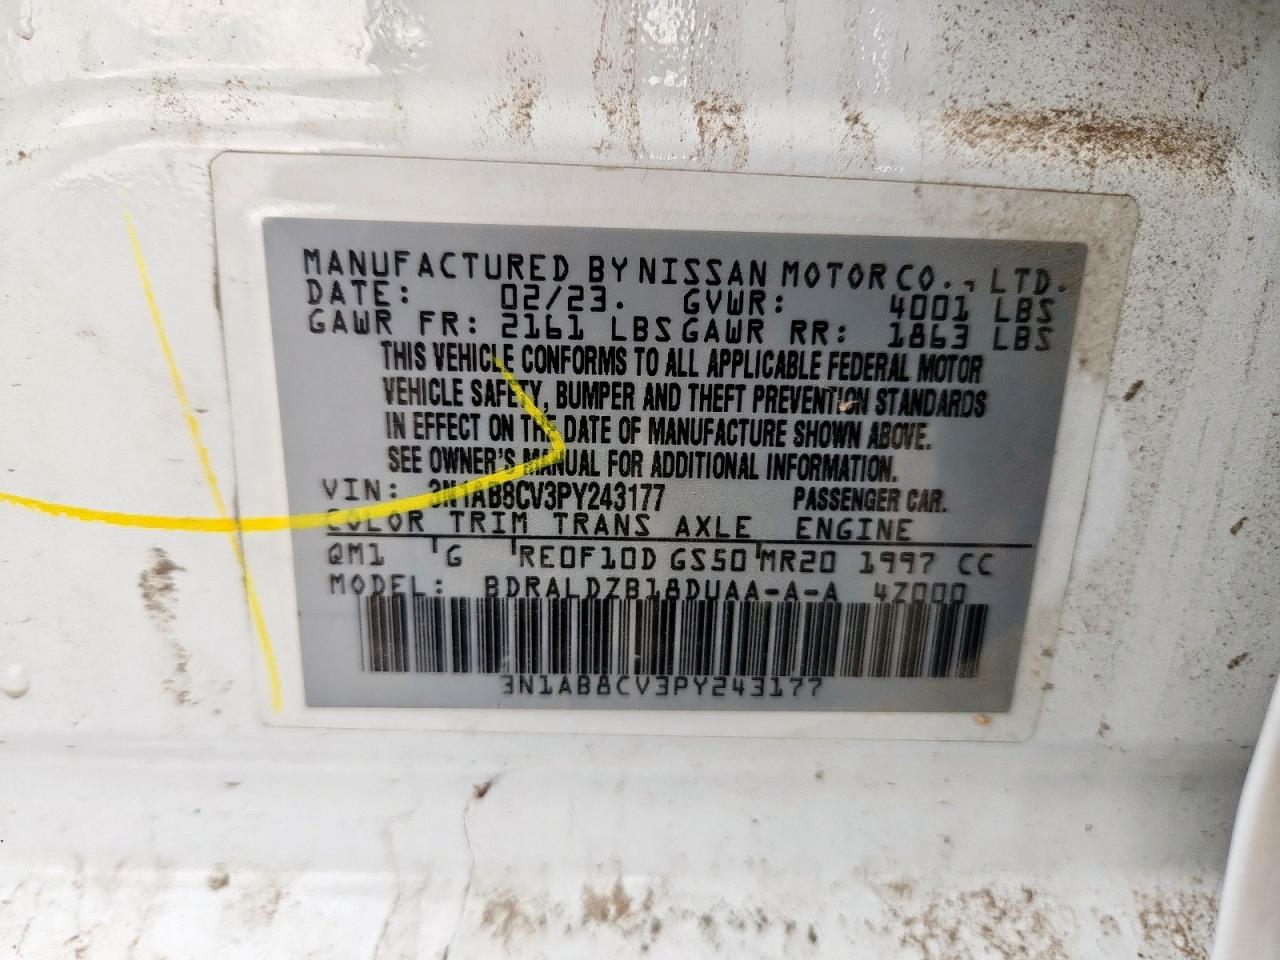 MANUFACTURED BY NISSAN MOTOR CO., LTD.
DATE: 02/23. GVWR: 4001 LBS
GAWR FR: 2161 LBS GAWR RR: 1863 LBS
THIS VEHICLE CONFORMS TO ALL APPLICABLE FEDERAL MOTOR
VEHICLE SAFETY, BUMPER AND THEFT PREVENTION STANDARDS
IN EFFECT ON THE DATE OF MANUFACTURE SHOWN ABOVE.
SEE OWNER'S MANUAL FOR ADDITIONAL INFORMATION.
VIN: 3N1AB8CV3PY243177 PASSENGER CAR.
COLOR TRIM TRANS AXLE ENGINE
QM1 G RE0F10D GS50 MR20 1997 CC
MODEL: BDRALDZB18DUAA-A-A 4Z000
3N1AB8CV3PY243177